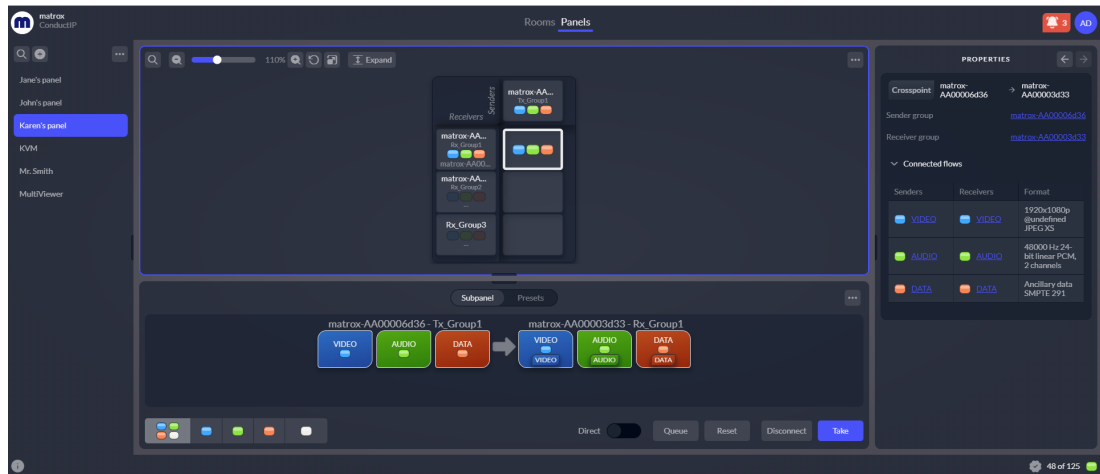 matrox
ConductIP
Rooms Panels
3
AD
Jane's panel
John's panel
Karen's panel
KVM
Mr. Smith
MultiViewer
110%
Expand
Senders
Receivers
matrox-AA...
Tx_Group1
matrox-AA...
Rx_Group1
matrox-AA00...
matrox-AA...
Rx_Group2
--
Rx_Group3
--
Subpanel Presets
matrox-AA00006d36 - Tx_Group1 matrox-AA00003d33 - Rx_Group1
VIDEO AUDIO DATA VIDEO AUDIO DATA
VIDEO AUDIO DATA
Direct Queue Reset Disconnect Take
PROPERTIES
Crosspoint matrox-AA00006d36 → matrox-AA00003d33
Sender group matrox-AA00006d36
Receiver group matrox-AA00003d33
Connected flows
Senders Receivers Format
VIDEO VIDEO 1920x1080p @undefined JPEG XS
AUDIO AUDIO 48000 Hz 24-bit linear PCM, 2 channels
DATA DATA Ancillary data SMPTE 291
48 of 125